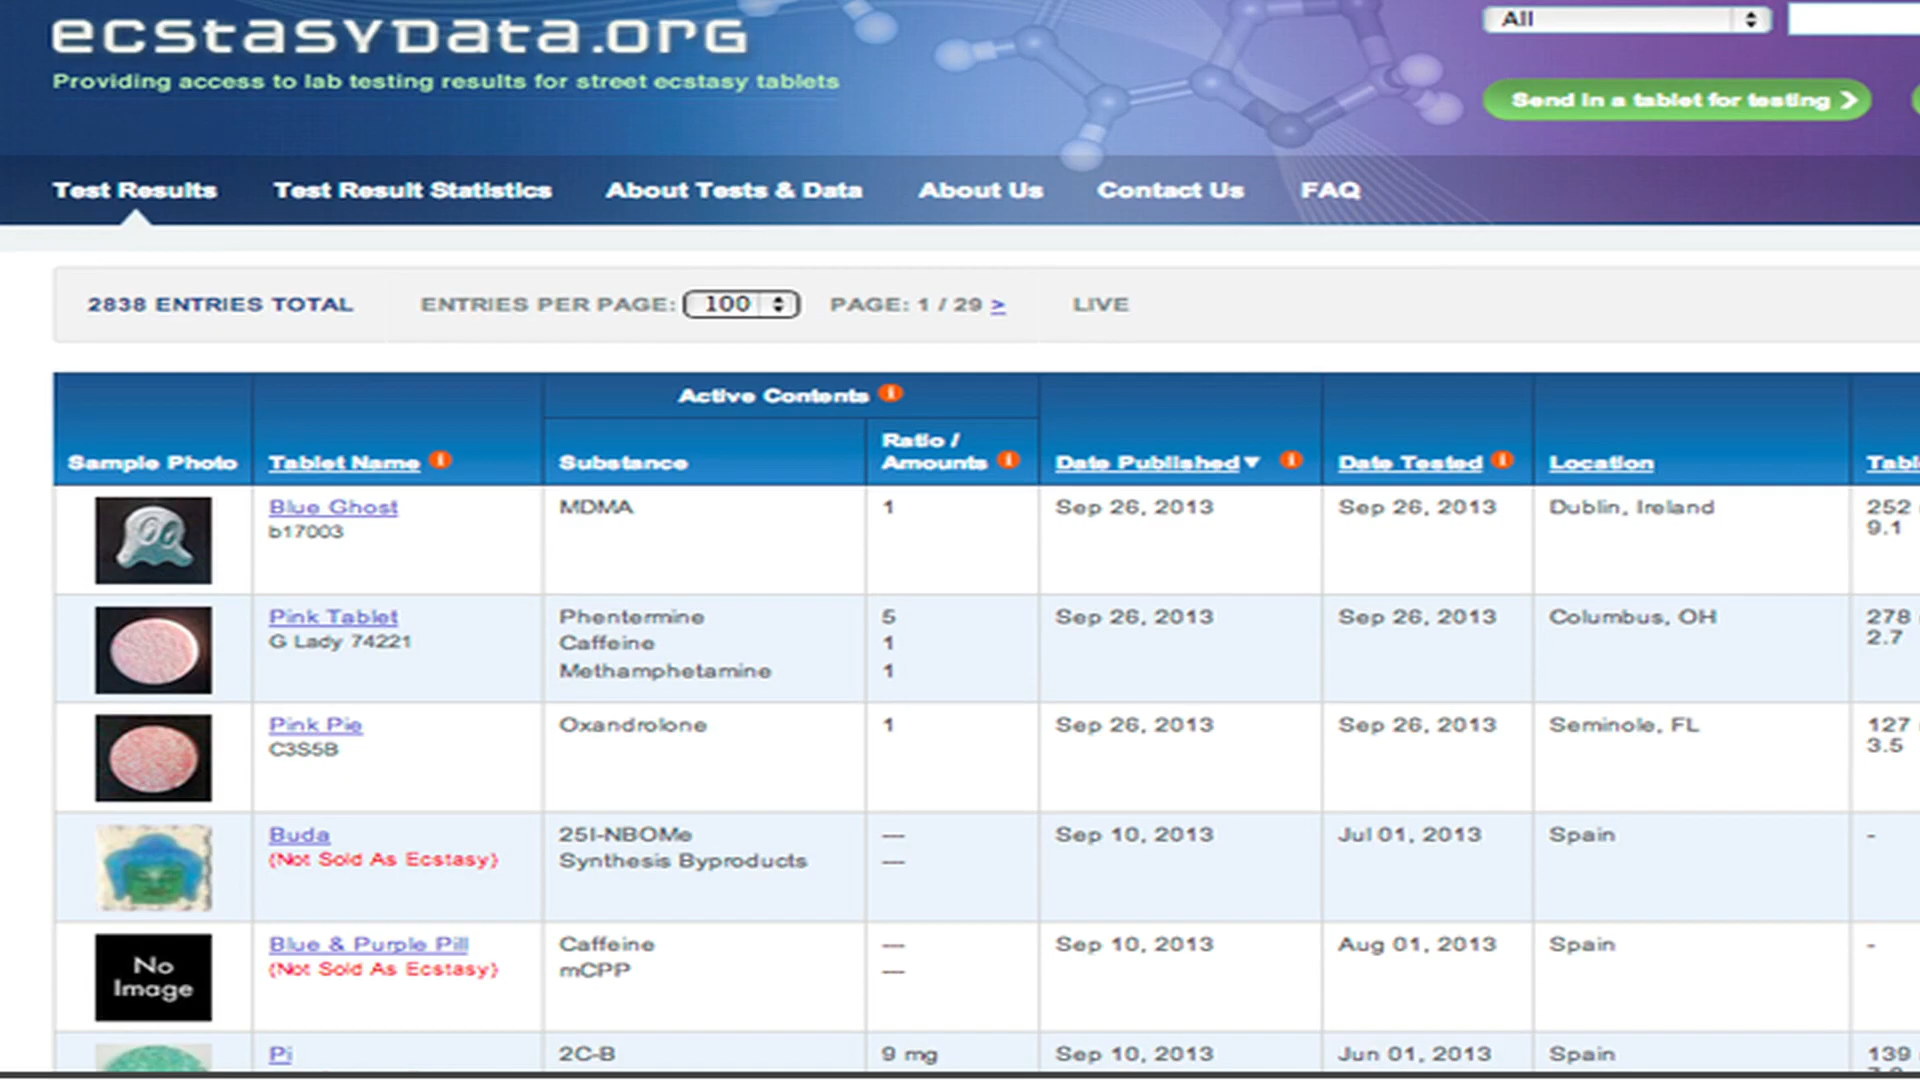 ecstasydata.org
Providing access to lab testing results for street ecstasy tablets
All
Send in a tablet for testing
Test Results Test Result Statistics About Tests & Data About Us Contact Us FAQ
2838 ENTRIES TOTAL ENTRIES PER PAGE: 100 PAGE: 1 / 29 > LIVE
Active Contents
Sample Photo Tablet Name Substance Ratio / Amounts Date Published▼ Date Tested Location
Blue Ghost MDMA 1 Sep 26, 2013 Sep 26, 2013 Dublin, Ireland 252
b17003 9.1
Pink Tablet Phentermine 5 Sep 26, 2013 Sep 26, 2013 Columbus, OH 278
G Lady 74221 Caffeine 1 2.7
Methamphetamine 1
Pink Pie Oxandrolone 1 Sep 26, 2013 Sep 26, 2013 Seminole, FL 127
C3S5B 3.5
Buda 25I-NBOMe --- Sep 10, 2013 Jul 01, 2013 Spain -
(Not Sold As Ecstasy) Synthesis Byproducts ---
Blue & Purple Pill Caffeine --- Sep 10, 2013 Aug 01, 2013 Spain -
(Not Sold As Ecstasy) mCPP ---
No
Image
Pi 2C-B 9 mg Sep 10, 2013 Jun 01, 2013 Spain 139